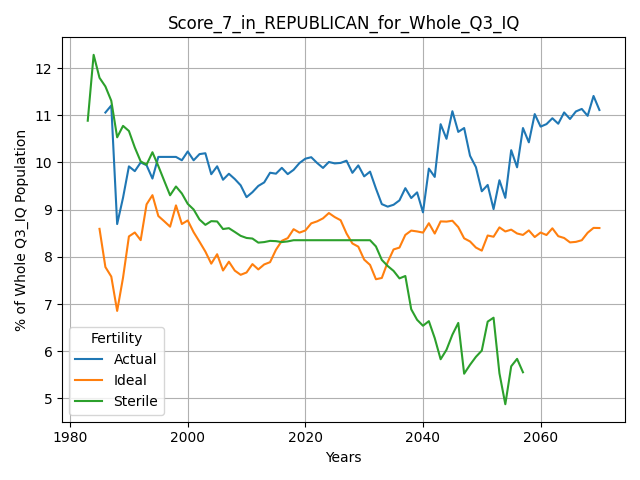 Score_7_in_REPUBLICAN_for_Whole_Q3_IQ
% of Whole Q3_IQ Population
12
11
10
9
8
7
6
5
Fertility
Actual
Ideal
Sterile
1980
2000
2020
2040
2060
Years